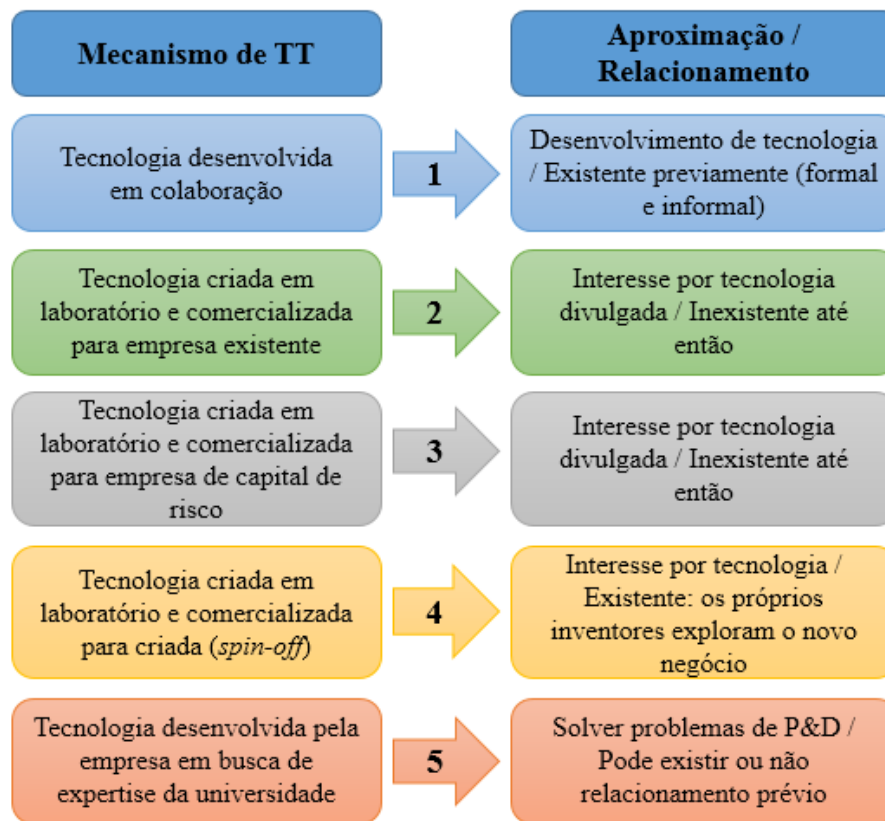 Mecanismo de TT
Aproximação /
Relacionamento
Tecnologia desenvolvida
em colaboração
1
Desenvolvimento de tecnologia
/ Existente previamente (formal
e informal)
Tecnologia criada em
laboratório e comercializada
para empresa existente
2
Interesse por tecnologia
divulgada / Inexistente até
então
Tecnologia criada em
laboratório e comercializada
para empresa de capital de
risco
3
Interesse por tecnologia
divulgada / Inexistente até
então
Tecnologia criada em
laboratório e comercializada
para criada (spin-off)
4
Interesse por tecnologia /
Existente: os próprios
inventores exploram o novo
negócio
Tecnologia desenvolvida pela
empresa em busca de
expertise da universidade
5
Solver problemas de P&D /
Pode existir ou não
relacionamento prévio